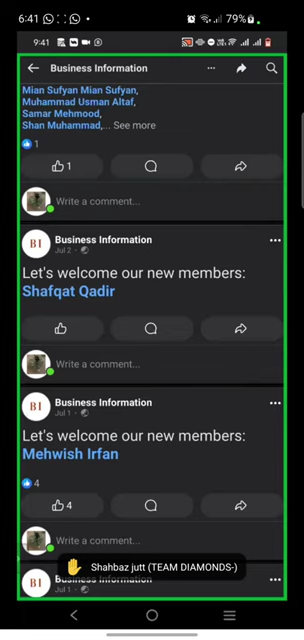 6:41
79%
9:41
Business Information
Mian Sufyan Mian Sufyan,
Muhammad Usman Altaf,
Samar Mehmood,
Shan Muhammad,... See more
1
1
Write a comment...
BI
Business Information
Jul 2
Let's welcome our new members:
Shafqat Qadir
Write a comment...
BI
Business Information
Jul 1
Let's welcome our new members:
Mehwish Irfan
4
4
Write a comment...
Shahbaz jutt (TEAM DIAMONDS-)
BI
Business Information
Jul 1